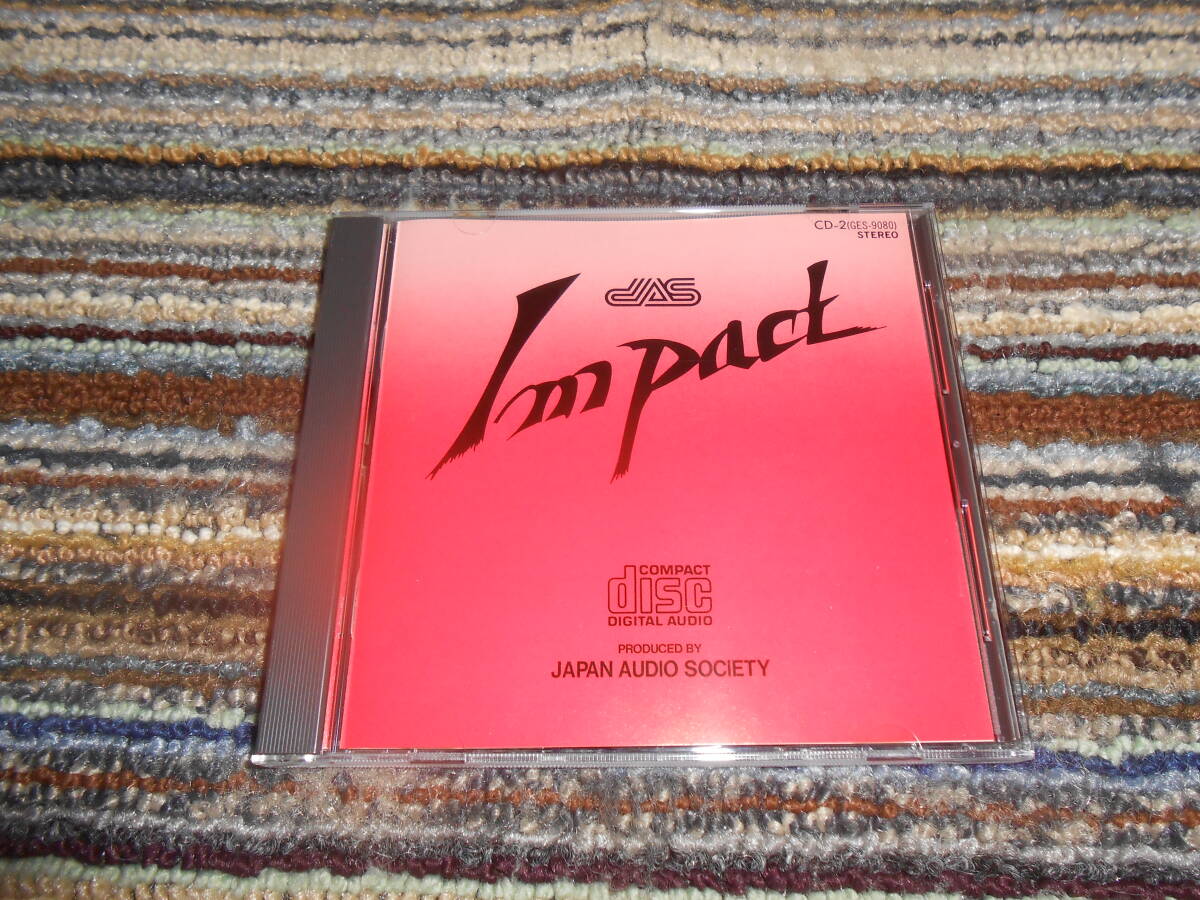 CD-2(GES-9080)
STEREO
JAS
Impact
COMPACT
disc
DIGITAL AUDIO
PRODUCED BY
JAPAN AUDIO SOCIETY